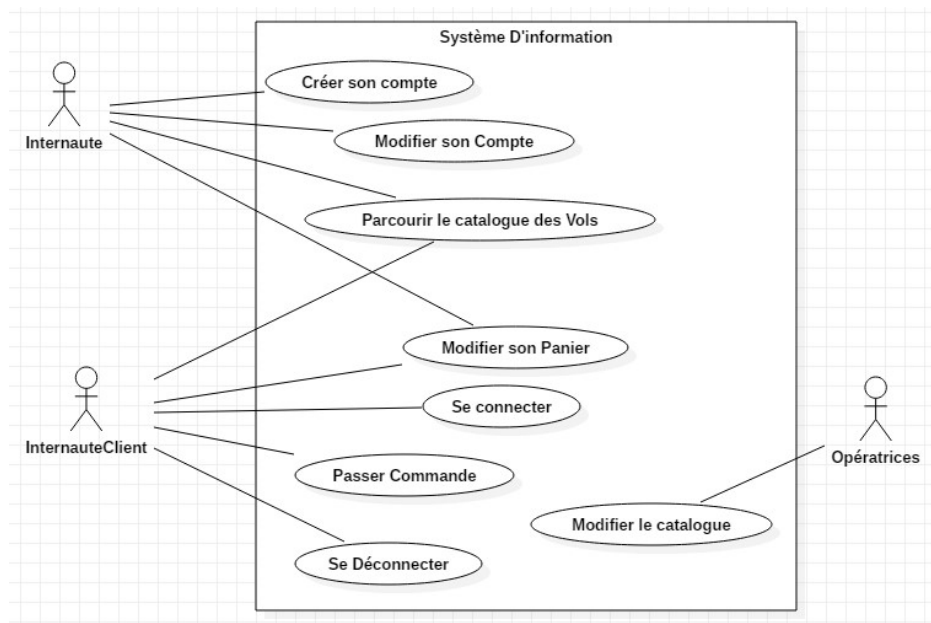 Système D'information
Créer son compte
Internaute
Modifier son Compte
Parcourir le catalogue des Vols
Modifier son Panier
Se connecter
InternauteClient
Opératrices
Passer Commande
Modifier le catalogue
Se Déconnecter